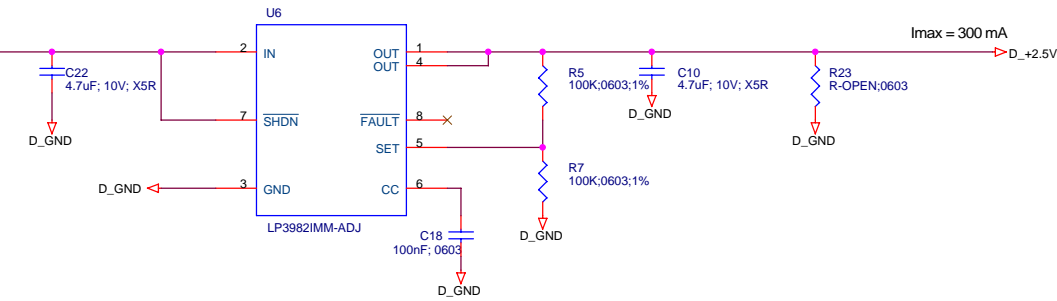 U6
Imax = 300 mA
2
IN
OUT
1
OUT
4
D_+2.5V
C22
4.7uF; 10V; X5R
R5
100K;0603;1%
C10
4.7uF; 10V; X5R
R23
R-OPEN;0603
7
SHDN
FAULT
8
D_GND
D_GND
D_GND
SET
5
R7
100K;0603;1%
D_GND
3
GND
CC
6
LP3982IMM-ADJ
C18
100nF; 0603
D_GND
D_GND